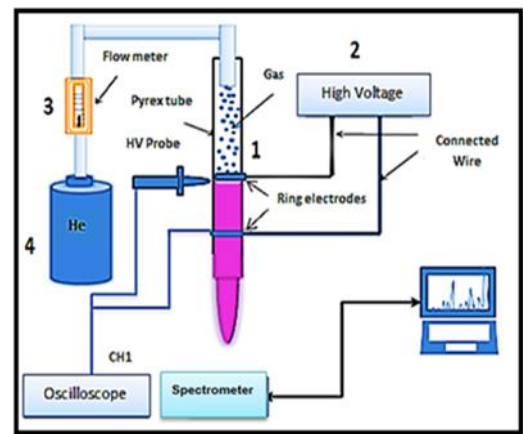 2
Flow meter
Gas
3
Pyrex tube
High Voltage
HV Probe
1
Connected
Wire
Ring electrodes
He
4
CH1
Oscilloscope
Spectrometer